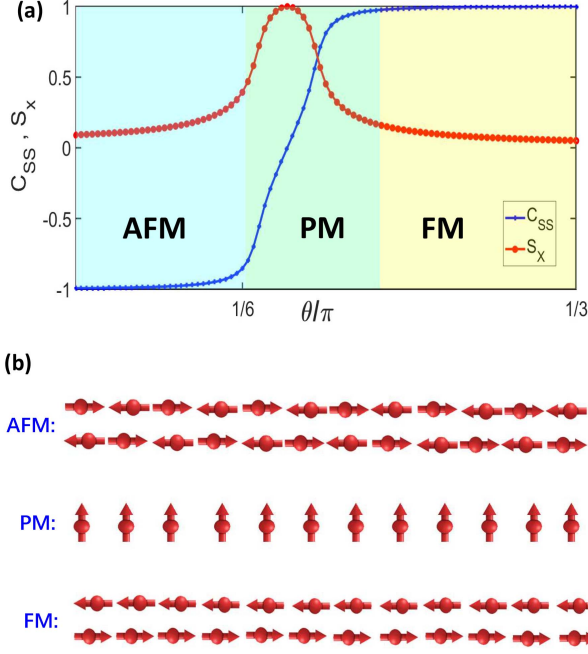 (a)
1
0.5
0
-0.5
-1
C_SS , S_x
AFM
PM
FM
C_SS
S_X
1/6
θ/π
1/3
(b)
AFM:
PM:
FM: